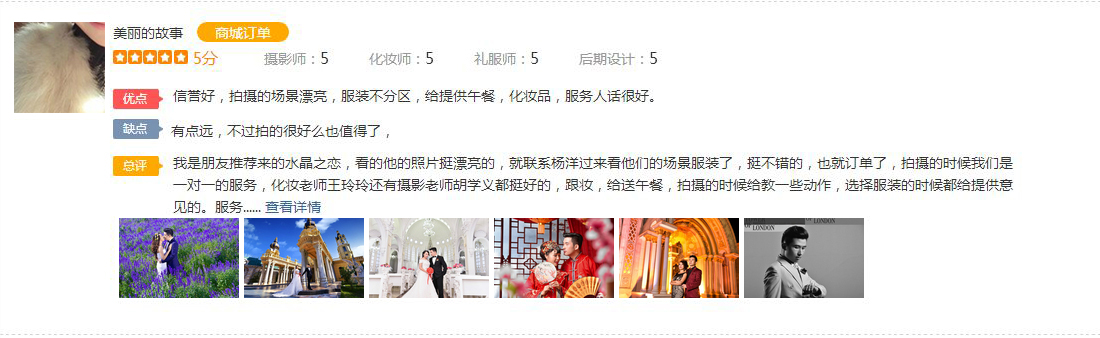 美丽的故事 商城订单
5分 摄影师：5 化妆师：5 礼服师：5 后期设计：5
优点 信誉好，拍摄的场景漂亮，服装不分区，给提供午餐，化妆品，服务人话很好。
缺点 有点远，不过拍的很好么也值得了，
总评 我是朋友推荐来的水晶之恋，看的他的照片挺漂亮的，就联系杨洋过来看他们的场景服装了，挺不错的，也就订单了，拍摄的时候我们是
一对一的服务，化妆老师王玲玲还有摄影老师胡学义都挺好的，跟妆，给送午餐，拍摄的时候给教一些动作，选择服装的时候都给提供意
见的。服务...... 查看详情
LONDON